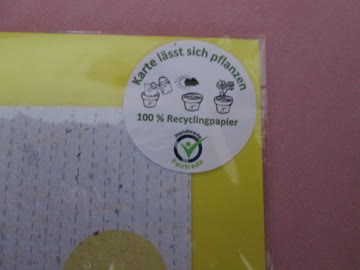 Karte lässt sich pflanzen
100 % Recyclingpapier
Handmade
Fairtrade